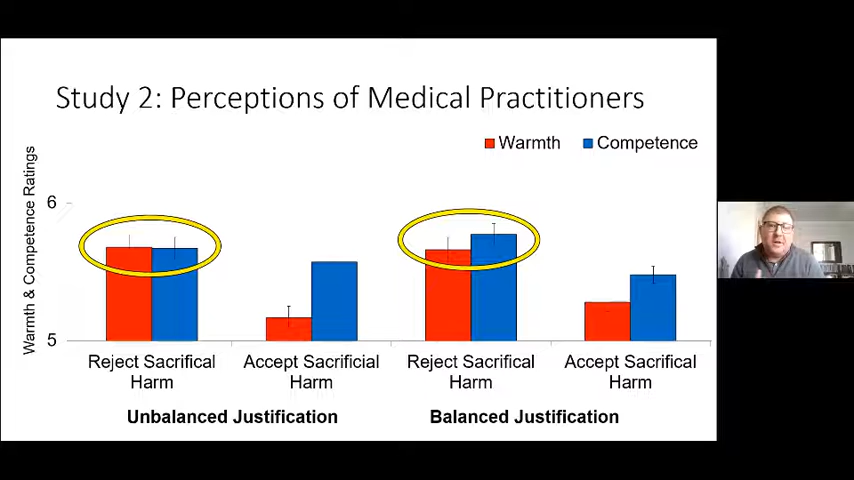 Study 2: Perceptions of Medical Practitioners
Warmth
Competence
Warmth & Competence Ratings
6
5
Reject Sacrifical
Harm
Accept Sacrificial
Harm
Reject Sacrifical
Harm
Accept Sacrifical
Harm
Unbalanced Justification
Balanced Justification